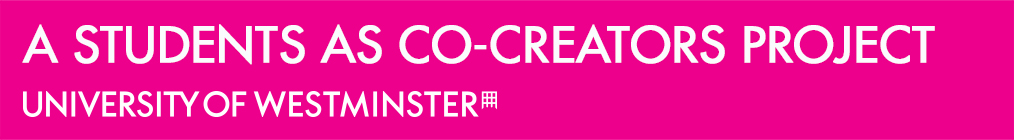 A STUDENTS AS CO-CREATORS PROJECT
UNIVERSITY OF WESTMINSTER